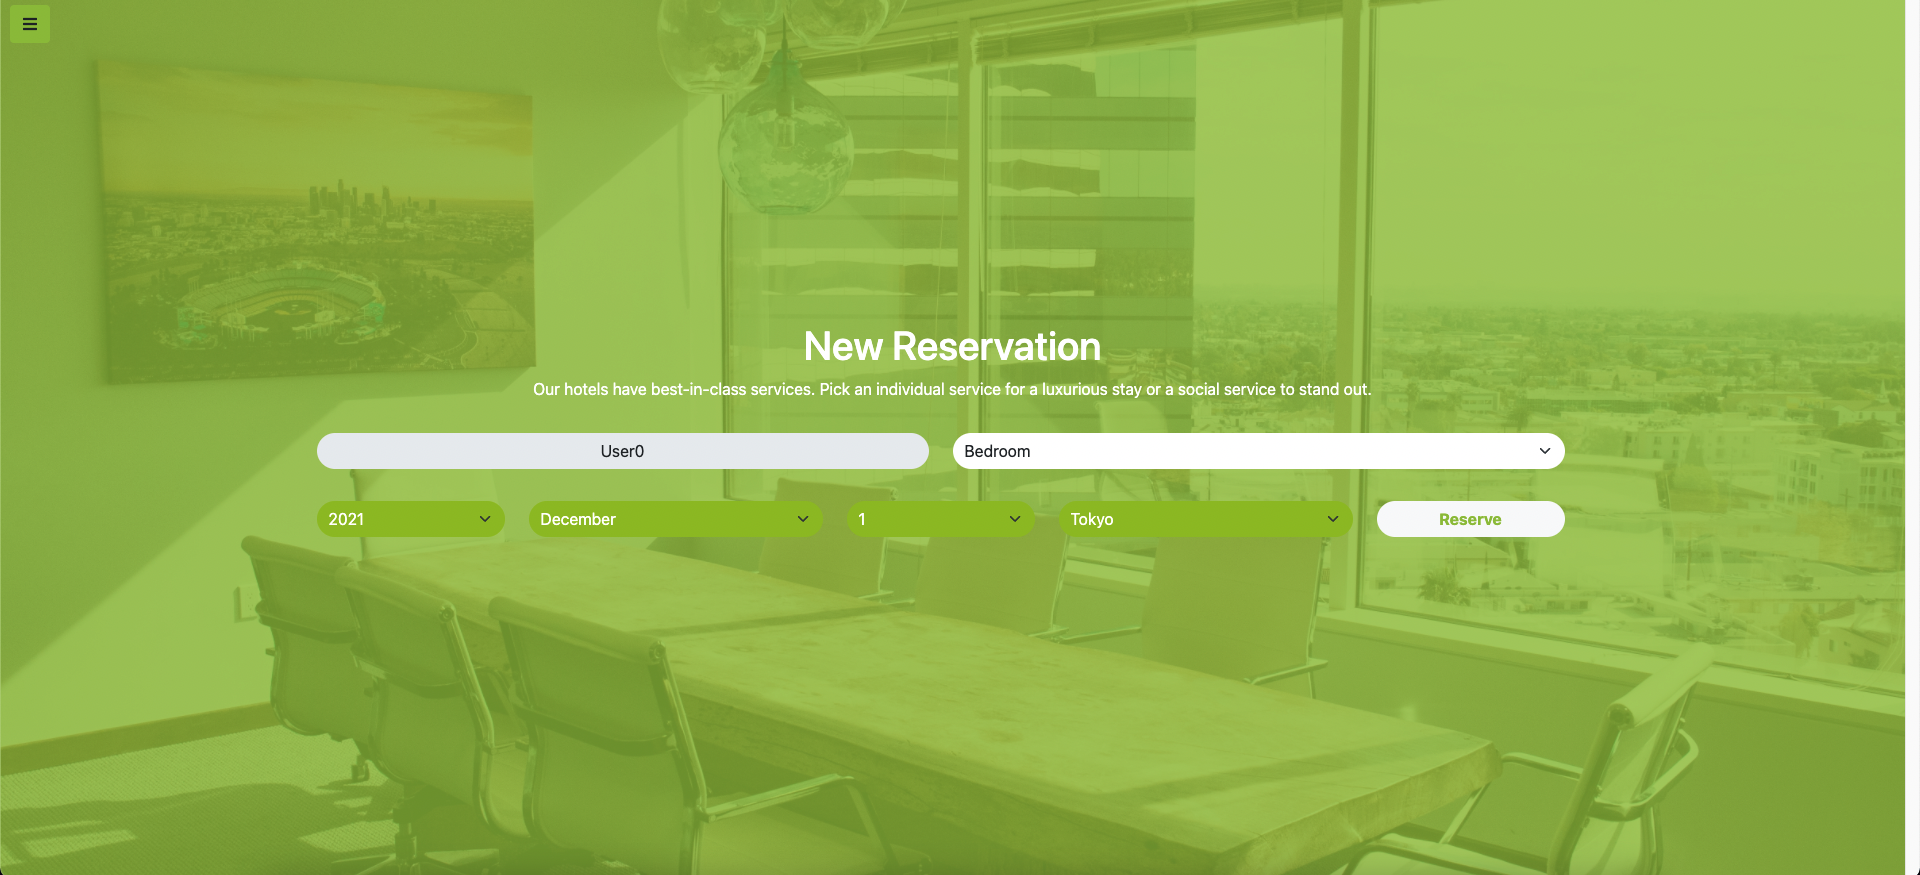 New Reservation
Our hotels have best-in-class services. Pick an individual service for a luxurious stay or a social service to stand out.
User0 Bedroom
2021 December 1 Tokyo Reserve